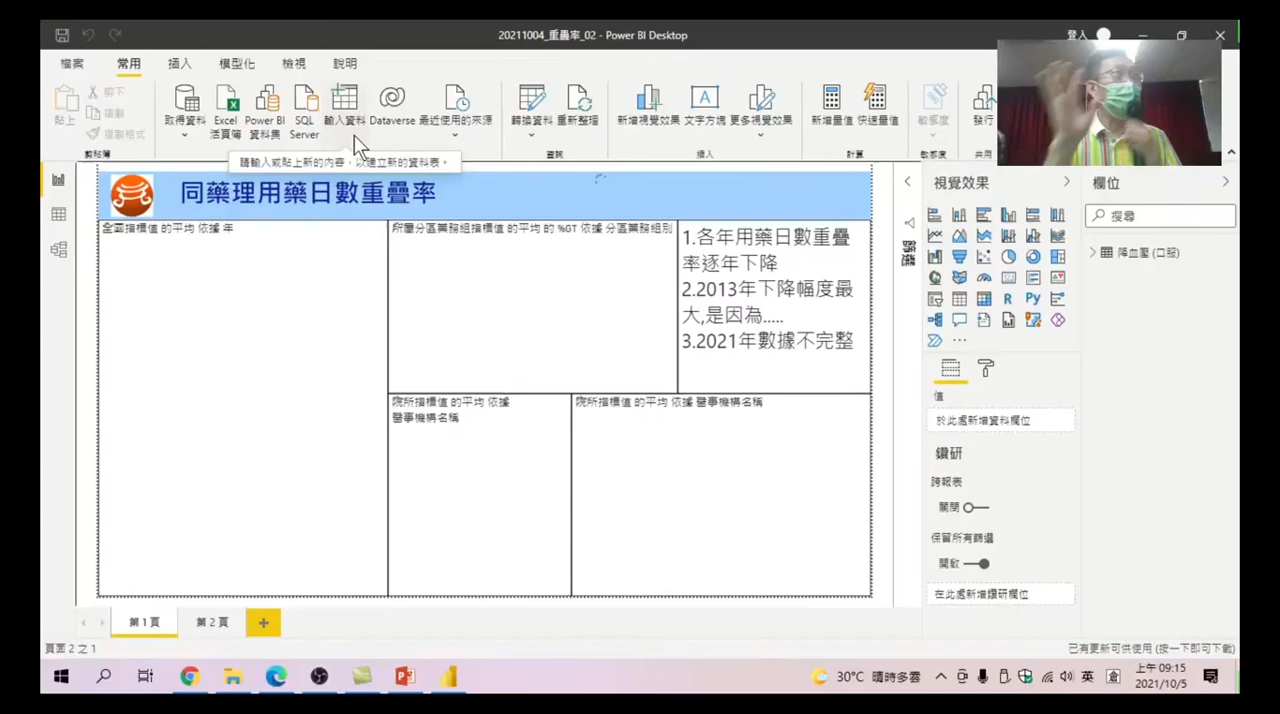 20211004_重疊率_02 - Power BI Desktop
登入
檔案 常用 插入 模型化 檢視 說明
貼上
剪下
複製
複製格式
剪貼簿
取得資料
Excel
活頁簿
Power BI
資料集
SQL
Server
輸入資料
Dataverse
最近使用的來源
轉換資料
重新整理
查詢
新增視覺效果
文字方塊
更多視覺效果
插入
新增量值
快速量值
計算
敏感度
敏感度
發行
共用
請輸入或貼上新的內容，以建立新的資料表。
同藥理用藥日數重疊率
全國指標值 的平均 依據 年
所屬分區業務組指標值 的平均 的 %GT 依據 分區業務組別
1.各年用藥日數重疊
率逐年下降
2.2013年下降幅度最
大,是因為.....
3.2021年數據不完整
院所指標值 的平均 依據
醫事機構名稱
院所指標值 的平均 依據 醫事機構名稱
篩選
視覺效果
R
Py
值
於此處新增資料欄位
鑽研
跨報表
關閉
保留所有篩選
開啟
在此處新增鑽研欄位
欄位
搜尋
降血壓 (口服)
第 1 頁
第 2 頁
頁面 2 之 1
已有更新可供使用 (按一下即可下載)
30°C 晴時多雲
英
倉
上午 09:15
2021/10/5